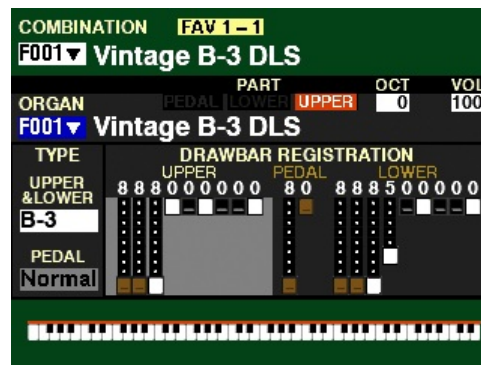 COMBINATION FAV 1 – 1
F001▼ Vintage B-3 DLS
PART OCT VOL
ORGAN PEDAL LOWER UPPER 0 100
F001▼ Vintage B-3 DLS
TYPE DRAWBAR REGISTRATION
UPPER PEDAL LOWER
UPPER
&LOWER
888000000 80 888500000
B-3
PEDAL
Normal